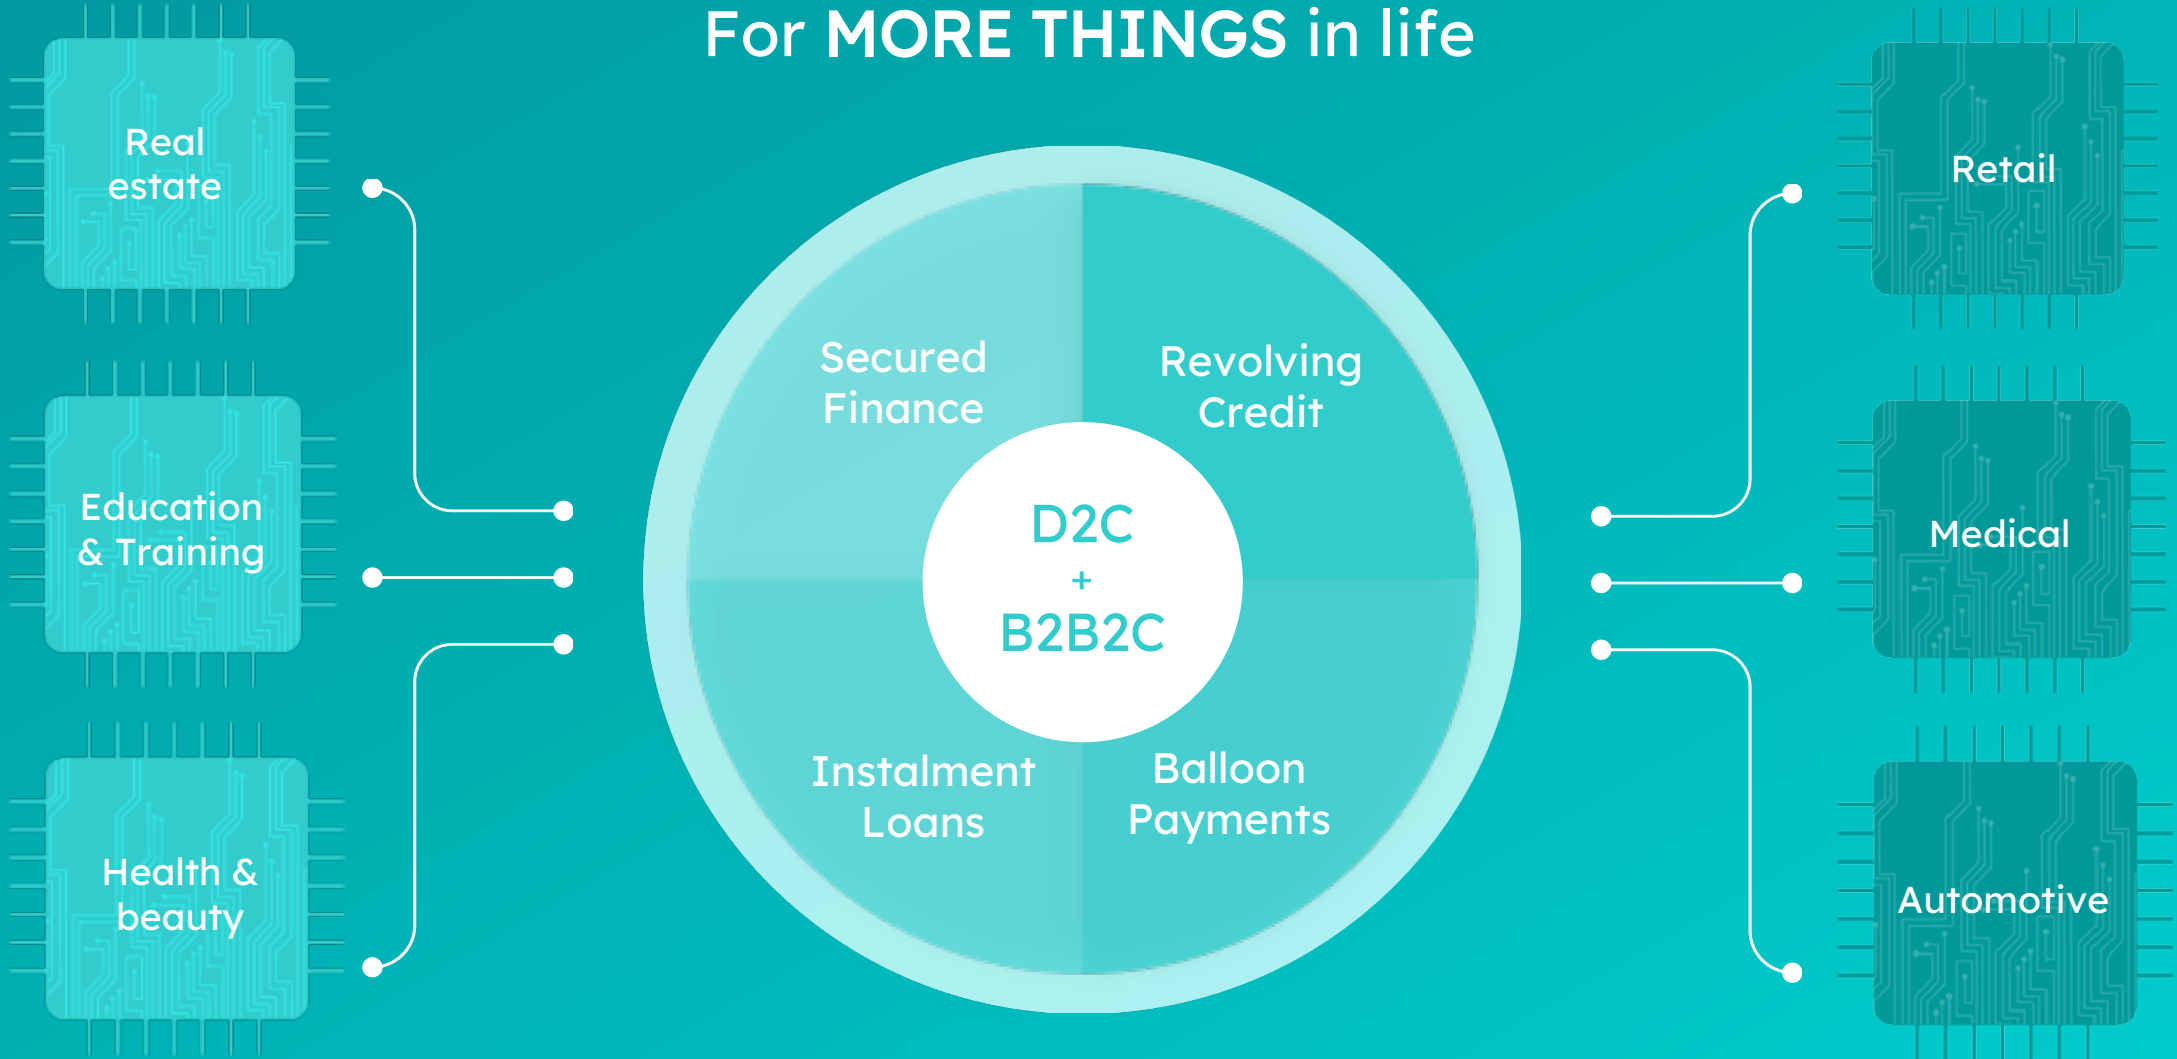 For MORE THINGS in life
Real
estate
Education
& Training
Health &
beauty
Secured
Finance
Revolving
Credit
D2C
+
B2B2C
Instalment
Loans
Balloon
Payments
Retail
Medical
Automotive